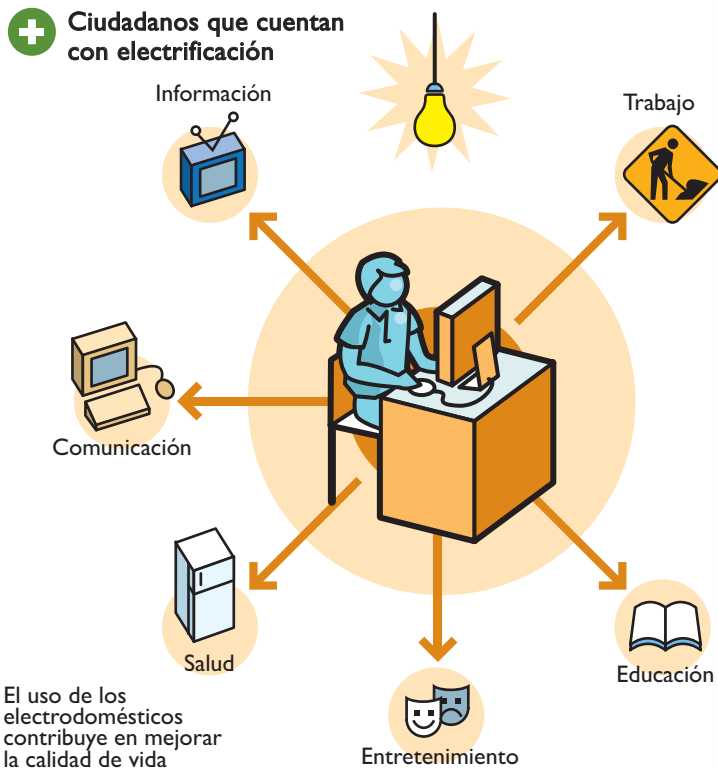 Ciudadanos que cuentan
con electrificación
Información
Trabajo
Comunicación
Salud
Educación
Entretenimiento
El uso de los
electrodomésticos
contribuye en mejorar
la calidad de vida